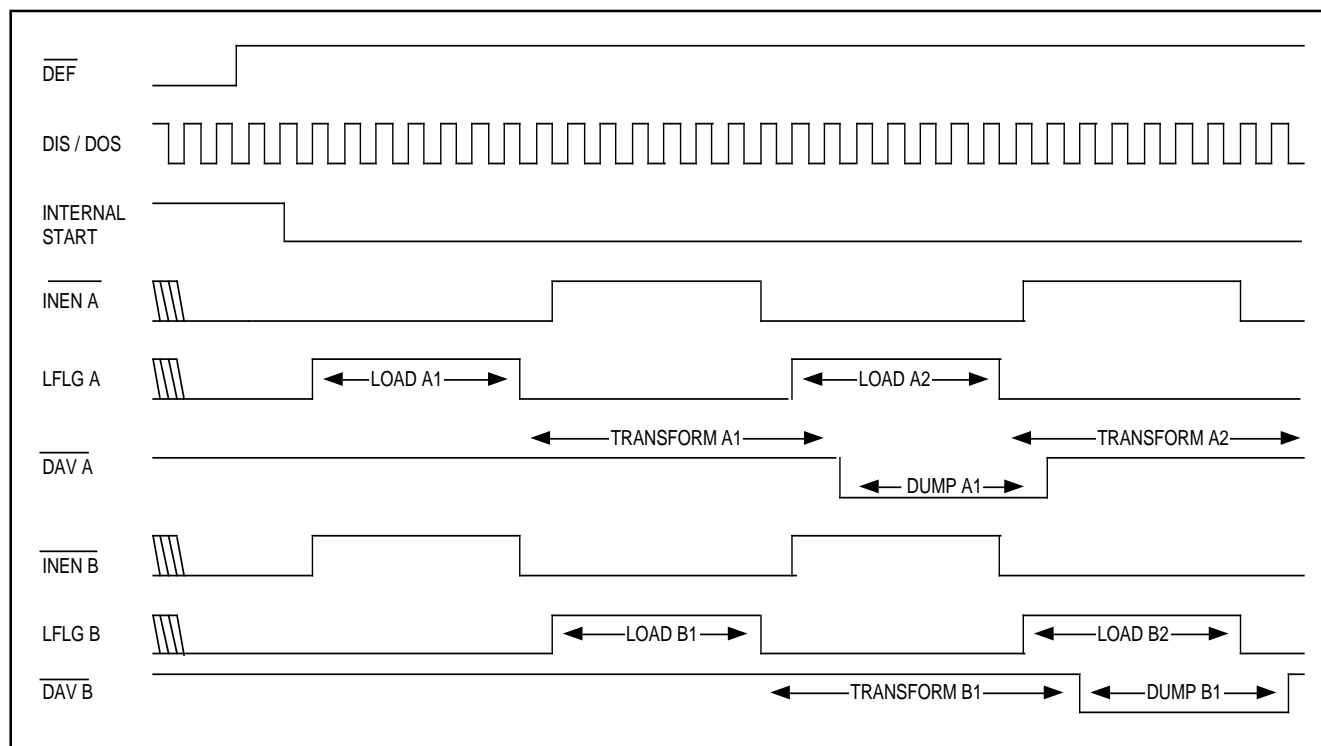 DEF
DIS / DOS
INTERNAL
START
INEN A
LFLG A
LOAD A1
LOAD A2
TRANSFORM A1
TRANSFORM A2
DAV A
DUMP A1
INEN B
LFLG B
LOAD B1
LOAD B2
DAV B
TRANSFORM B1
DUMP B1